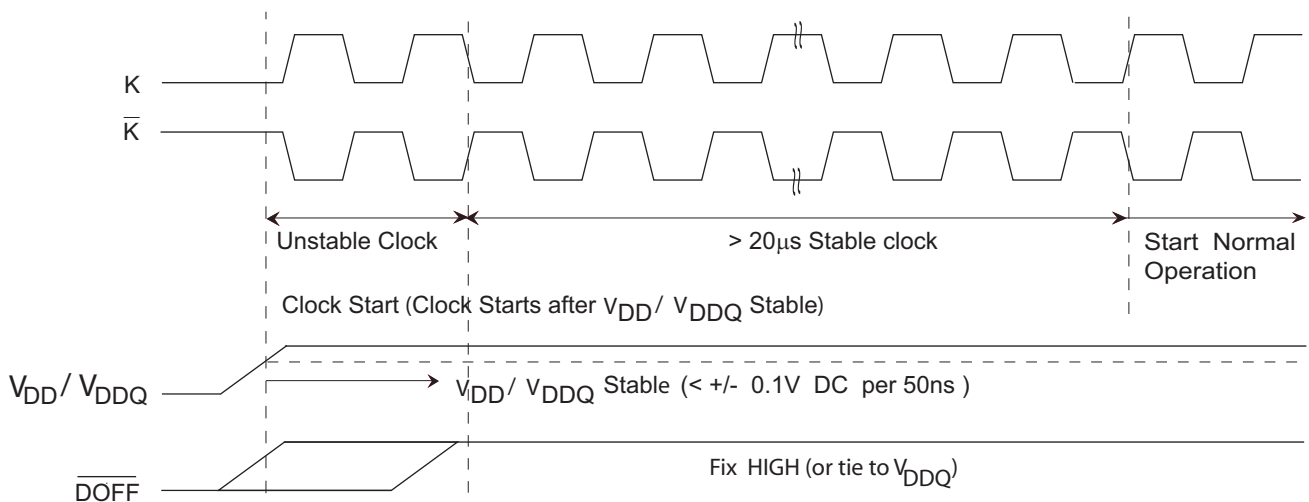 K
K̅
Unstable Clock
> 20μs Stable clock
Start Normal
Operation
Clock Start (Clock Starts after VDD/ VDDQ Stable)
VDD/ VDDQ
VDD/ VDDQ Stable (< +/- 0.1V DC per 50ns )
Fix HIGH (or tie to VDDQ)
D̅O̅F̅F̅